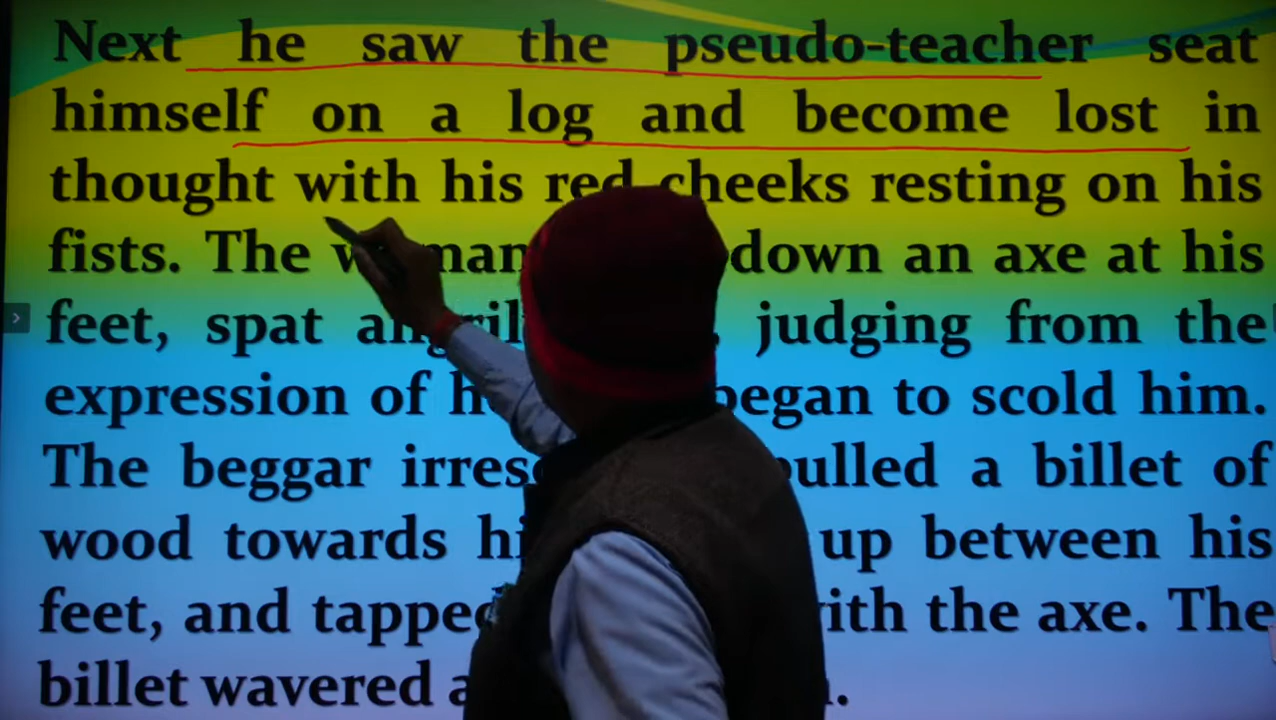 Next he saw the pseudo-teacher seat
himself on a log and become lost in
thought with his red cheeks resting on his
fists. The woman down an axe at his
feet, spat angrily judging from the
expression of began to scold him.
The beggar pulled a billet of
wood towards up between his
feet, and tapped with the axe. The
billet wavered